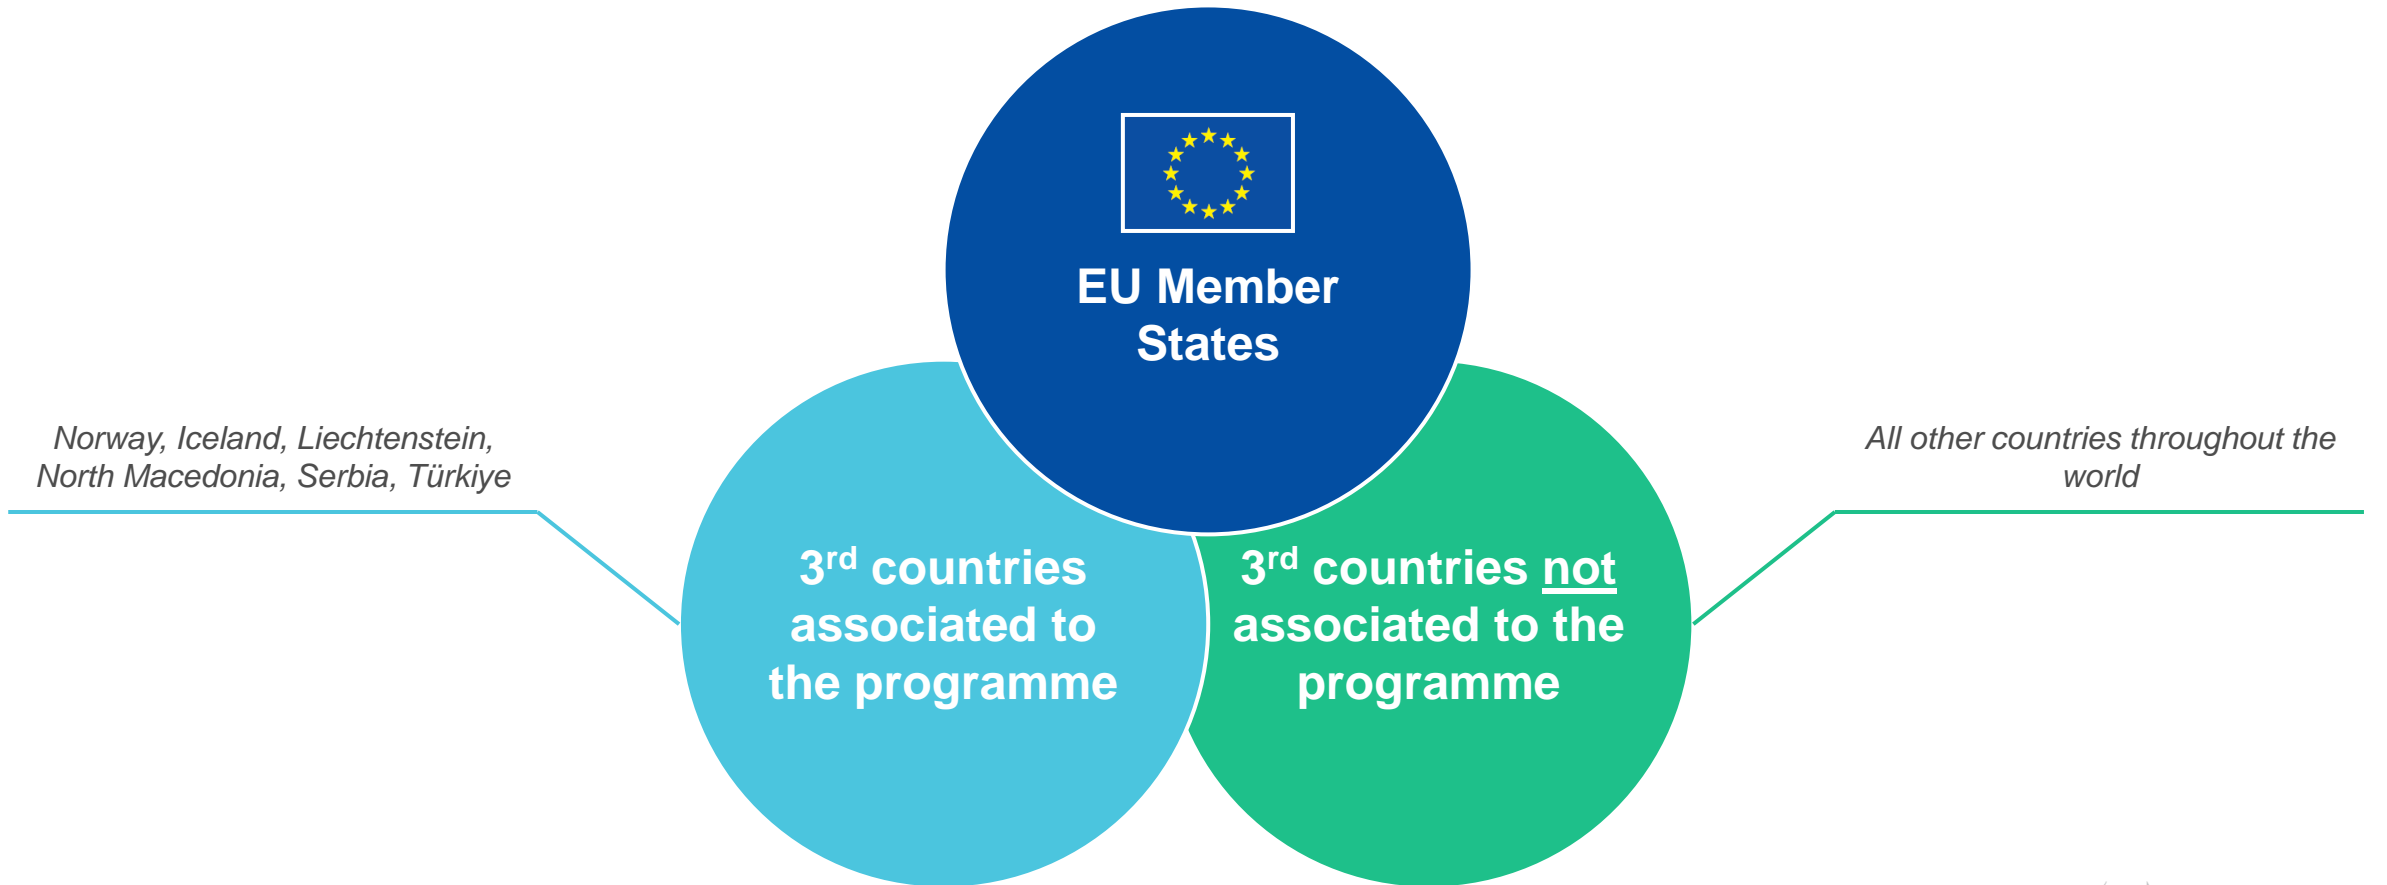 EU Member
States
Norway, Iceland, Liechtenstein,
North Macedonia, Serbia, Türkiye
All other countries throughout the
world
3rd countries
associated to
the programme
3rd countries not
associated to the
programme